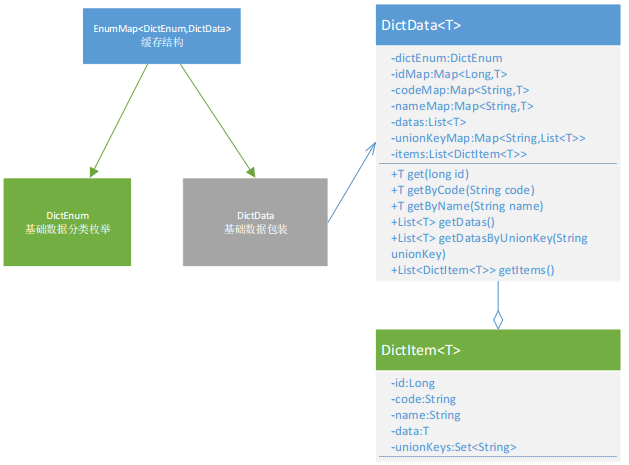 EnumMap<DictEnum,DictData>
缓存结构
DictEnum
基础数据分类枚举
DictData
基础数据包装
DictData<T>
-dictEnum:DictEnum
-idMap:Map<Long,T>
-codeMap:Map<String,T>
-nameMap:Map<String,T>
-datas:List<T>
-unionKeyMap:Map<String,List<T>>
-items:List<DictItem<T>>
+T get(long id)
+T getByCode(String code)
+T getByName(String name)
+List<T> getDatas()
+List<T> getDatasByUnionKey(String
unionKey)
+List<DictItem<T>> getItems()
DictItem<T>
-id:Long
-code:String
-name:String
-data:T
-unionKeys:Set<String>